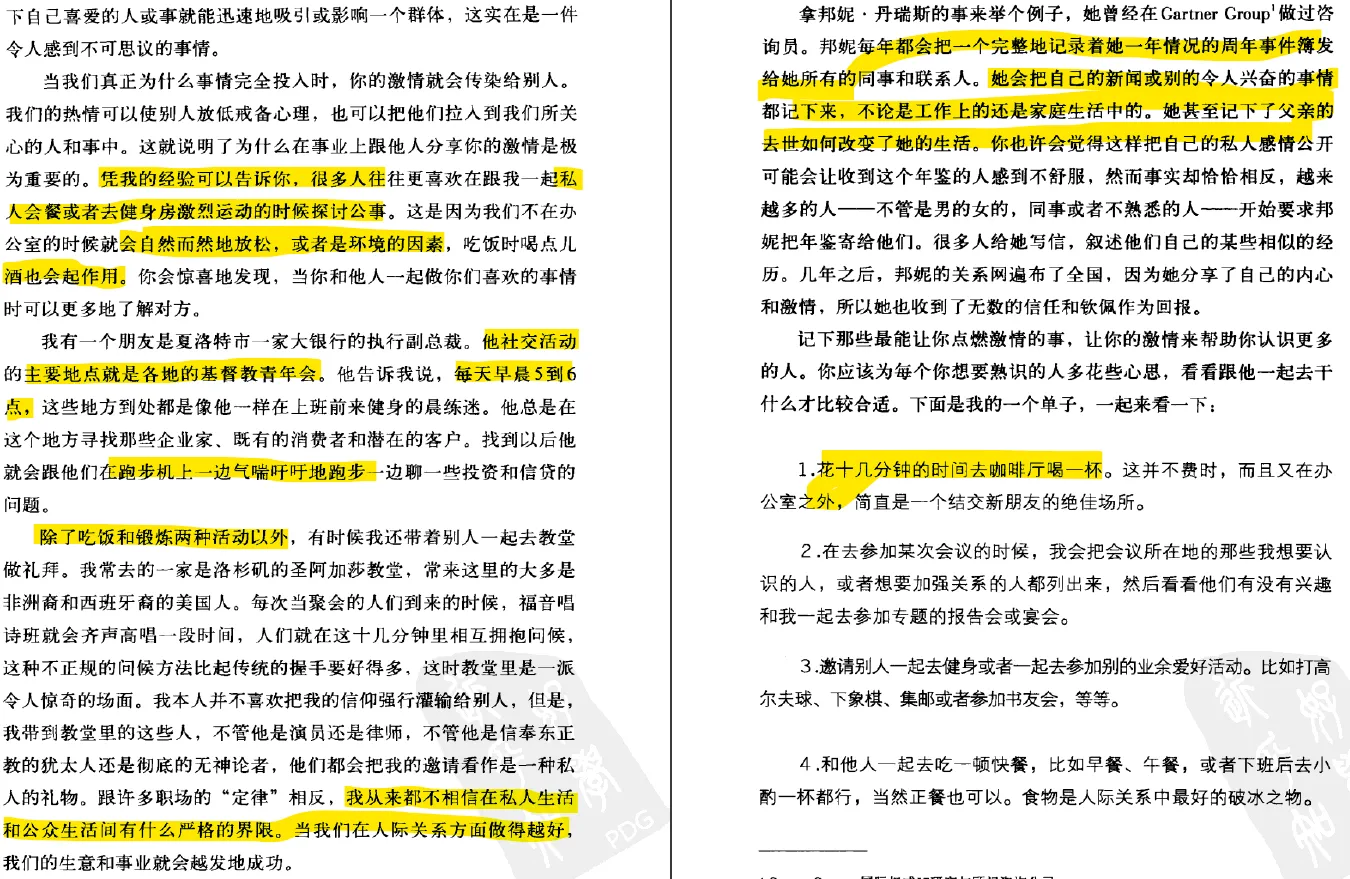 下自己喜爱的人或事就能迅速地吸引或影响一个群体，这实在是一件
令人感到不可思议的事情。
当我们真正为什么事情完全投入时，你的激情就会传染给别人。
我们的热情可以使别人放低戒备心理，也可以把他们拉入到我们所关
心的人和事中。这就说明了为什么在事业上跟他人分享你的激情是极
为重要的。凭我的经验可以告诉你，很多人往往更喜欢在跟我一起私
人会餐或者去健身房激烈运动的时候探讨公事。这是因为我们不在办
公室的时候就会自然而然地放松，或者是环境的因素，吃饭时喝点儿
酒也会起作用。你会惊喜地发现，当你和他人一起做你们喜欢的事情
时可以更多地了解对方。
我有一个朋友是夏洛特市一家大银行的执行副总裁。他社交活动
的主要地点就是各地的基督教青年会。他告诉我说，每天早晨5到6
点，这些地方到处都是像他一样在上班前来健身的晨练迷。他总是在
这个地方寻找那些企业家、既有的消费者和潜在的客户。找到以后他
就会跟他们在跑步机上一边气喘吁吁地跑步一边聊一些投资和信贷的
问题。
除了吃饭和锻炼两种活动以外，有时候我还带着别人一起去教堂
做礼拜。我常去的一家是洛杉矶的圣阿加莎教堂，常来这里的大多是
非洲裔和西班牙裔的美国人。每次当聚会的人们到来的时候，福音唱
诗班就会齐声高唱一段时间，人们就在这十几分钟里相互拥抱问候，
这种不正规的问候方法比起传统的握手要好得多，这时教堂里是一派
令人惊奇的场面。我本人并不喜欢把我的信仰强行灌输给别人，但是，
我带到教堂里的这些人，不管他是演员还是律师，不管他是信奉东正
教的犹太人还是彻底的无神论者，他们都会把我的邀请看作是一种私
人的礼物。跟许多职场的“定律”相反，我从来都不相信在私人生活
和公众生活间有什么严格的界限。当我们在人际关系方面做得越好，
我们的生意和事业就会越发地成功。
PDG
拿邦妮·丹瑞斯的事来举个例子，她曾经在Gartner Group¹做过咨
询员。邦妮每年都会把一个完整地记录着她一年情况的周年事件簿发
给她所有的同事和联系人。她会把自己的新闻或别的令人兴奋的事情
都记下来，不论是工作上的还是家庭生活中的。她甚至记下了父亲的
去世如何改变了她的生活。你也许会觉得这样把自己的私人感情公开
可能会让收到这个年鉴的人感到不舒服，然而事实却恰恰相反，越来
越多的人——不管是男的女的，同事或者不熟悉的人——开始要求邦
妮把年鉴寄给他们。很多人给她写信，叙述他们自己的某些相似的经
历。几年之后，邦妮的关系网遍布了全国，因为她分享了自己的内心
和激情，所以她也收到了无数的信任和钦佩作为回报。
记下那些最能让你点燃激情的事，让你的激情来帮助你认识更多
的人。你应该为每个你想要熟识的人多花些心思，看看跟他一起去干
什么才比较合适。下面是我的一个单子，一起来看一下：
1.花十几分钟的时间去咖啡厅喝一杯。这并不费时，而且又在办
公室之外，简直是一个结交新朋友的绝佳场所。
2.在去参加某次会议的时候，我会把会议所在地的那些我想要认
识的人，或者想要加强关系的人都列出来，然后看看他们有没有兴趣
和我一起去参加专题的报告会或宴会。
3.邀请别人一起去健身或者一起去参加别的业余爱好活动。比如打高
尔夫球、下象棋、集邮或者参加书友会，等等。
4.和他人一起去吃一顿快餐，比如早餐、午餐，或者下班后去小
酌一杯都行，当然正餐也可以。食物是人际关系中最好的破冰之物。